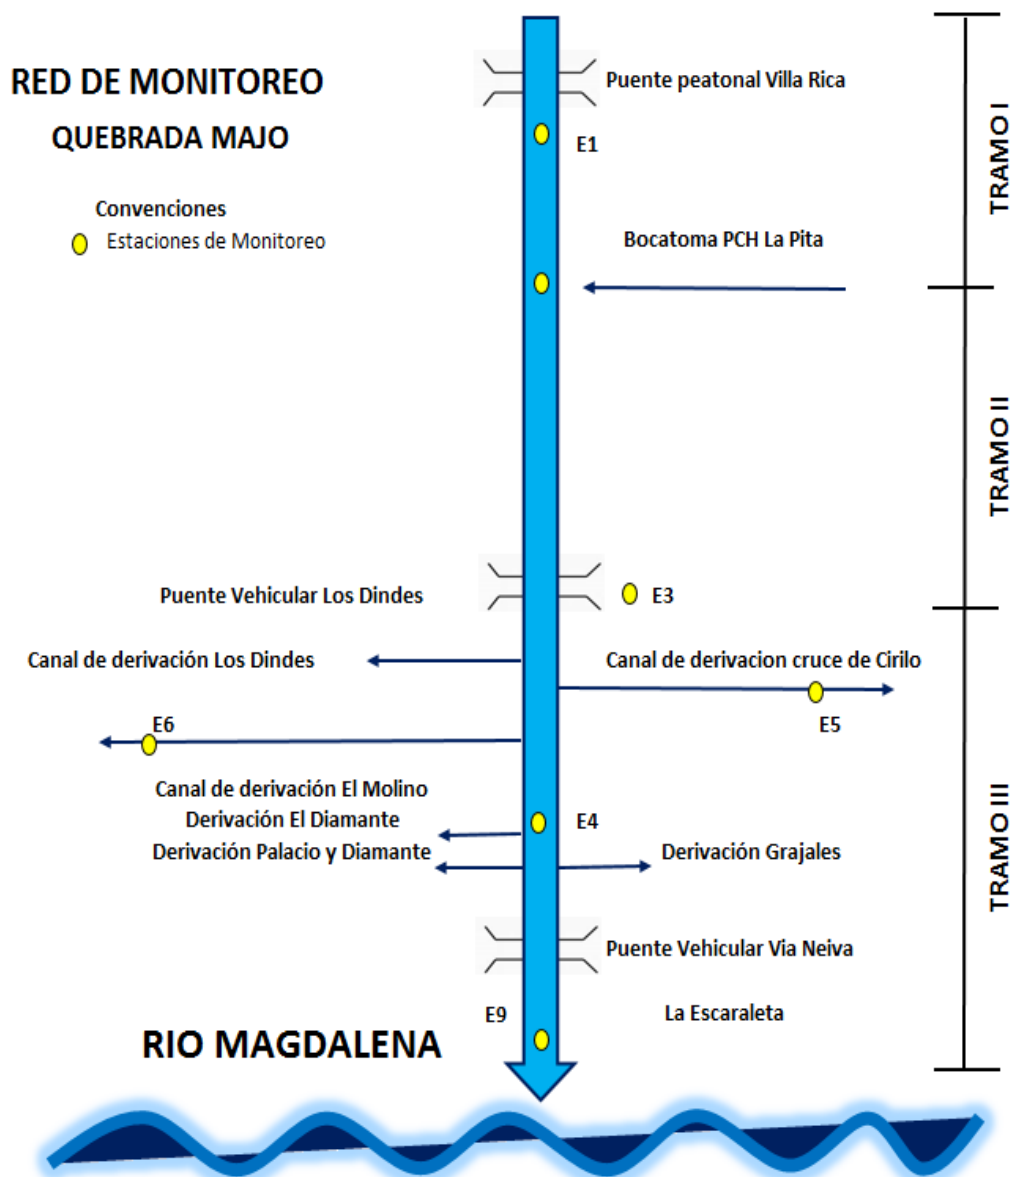 RED DE MONITOREO
QUEBRADA MAJO
Convenciones
Estaciones de Monitoreo
Puente peatonal Villa Rica
E1
Bocatoma PCH La Pita
TRAMO I
TRAMO II
Puente Vehicular Los Dindes
E3
Canal de derivación Los Dindes
Canal de derivacion cruce de Cirilo
E6
E5
Canal de derivación El Molino
Derivación El Diamante
E4
Derivación Palacio y Diamante
Derivación Grajales
TRAMO III
Puente Vehicular Via Neiva
E9
La Escaraleta
RIO MAGDALENA